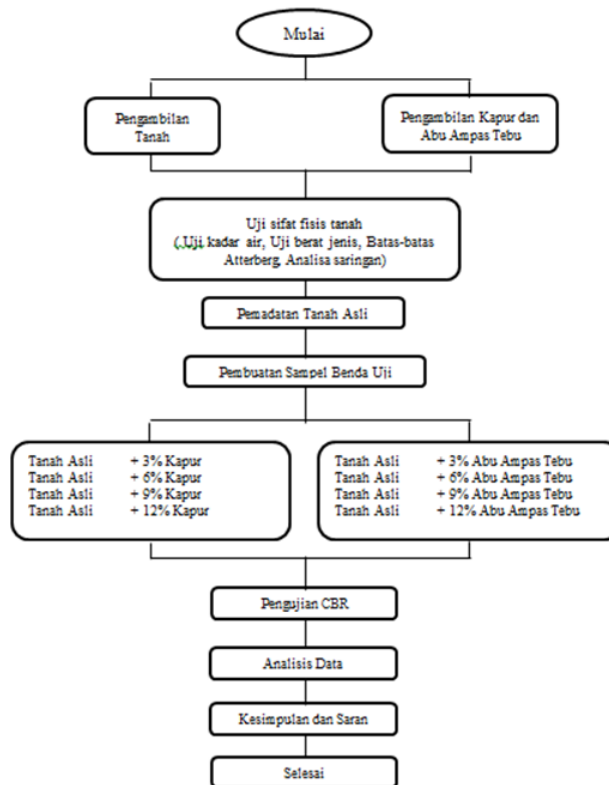 Mulai
Pengambilan
Tanah
Pengambilan Kapur dan
Abu Ampas Tebu
Uji sifat fisis tanah
( Uji kadar air, Uji berat jenis, Batas-batas
Atterberg, Analisa saringan)
Pemadatan Tanah Asli
Pembuatan Sampel Benda Uji
Tanah Asli + 3% Kapur
Tanah Asli + 6% Kapur
Tanah Asli + 9% Kapur
Tanah Asli + 12% Kapur
Tanah Asli + 3% Abu Ampas Tebu
Tanah Asli + 6% Abu Ampas Tebu
Tanah Asli + 9% Abu Ampas Tebu
Tanah Asli + 12% Abu Ampas Tebu
Pengujian CBR
Analisis Data
Kesimpulan dan Saran
Selesai